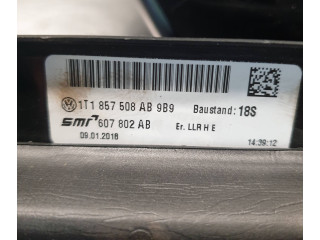 1T1 857 508 AB 9B9 Baustand: 18S
SMR 607 802 AB Er. LLR H E
09.01.2018 14:39:12